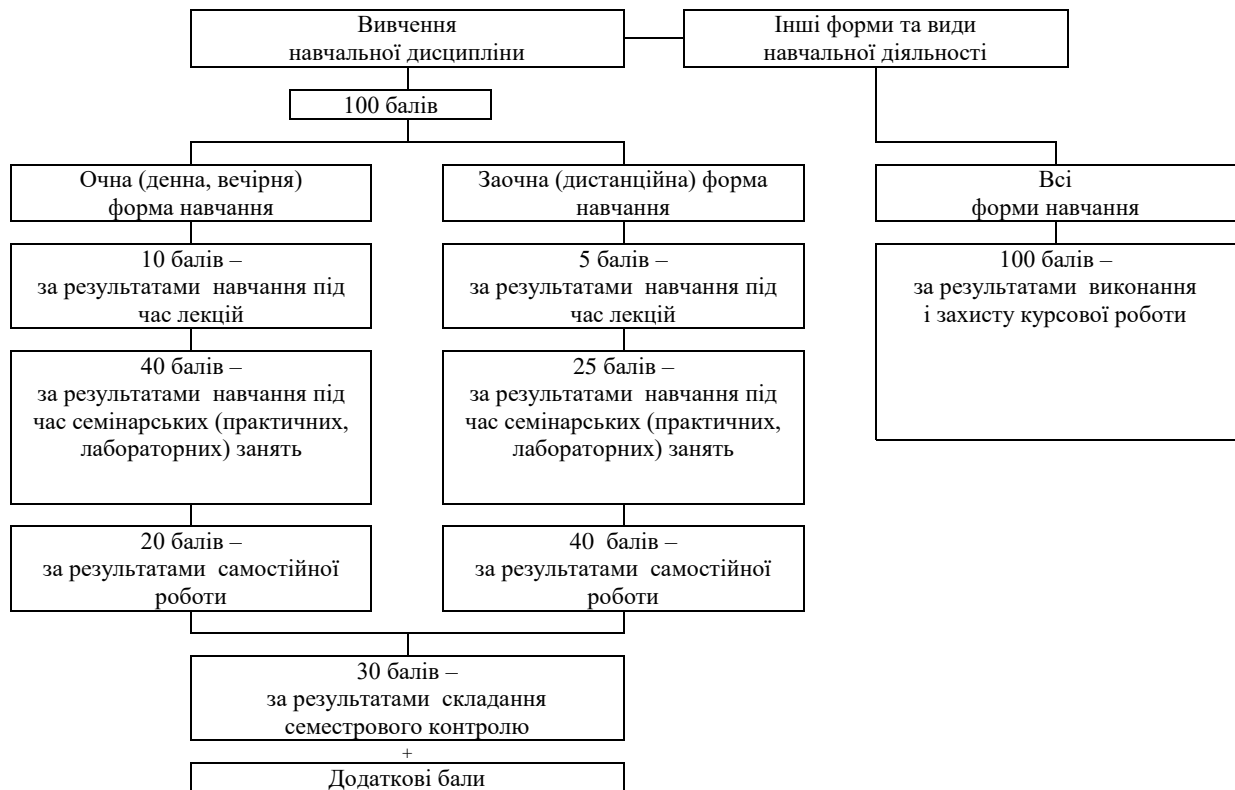 Вивчення
навчальної дисципліни
Інші форми та види
навчальної діяльності
100 балів
Очна (денна, вечірня)
форма навчання
Заочна (дистанційна) форма
навчання
Всі
форми навчання
10 балів –
за результатами навчання під
час лекцій
5 балів –
за результатами навчання під
час лекцій
100 балів –
за результатами виконання
і захисту курсової роботи
40 балів –
за результатами навчання під
час семінарських (практичних,
лабораторних) занять
25 балів –
за результатами навчання під
час семінарських (практичних,
лабораторних) занять
20 балів –
за результатами самостійної
роботи
40 балів –
за результатами самостійної
роботи
30 балів –
за результатами складання
семестрового контролю
+
Додаткові бали